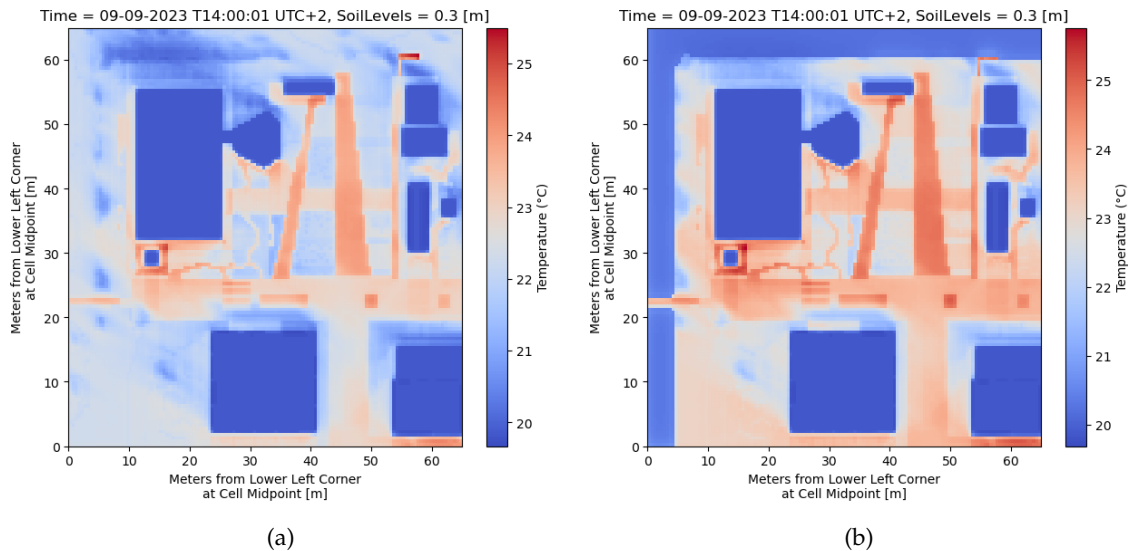 Time = 09-09-2023 T14:00:01 UTC+2, SoilLevels = 0.3 [m]
60
50
40
30
20
10
0
0 10 20 30 40 50 60
Meters from Lower Left Corner
at Cell Midpoint [m]
Meters from Lower Left Corner
at Cell Midpoint [m]
25
24
23
22
21
20
Temperature (°C)
(a)
Time = 09-09-2023 T14:00:01 UTC+2, SoilLevels = 0.3 [m]
60
50
40
30
20
10
0
0 10 20 30 40 50 60
Meters from Lower Left Corner
at Cell Midpoint [m]
Meters from Lower Left Corner
at Cell Midpoint [m]
25
24
23
22
21
20
Temperature (°C)
(b)